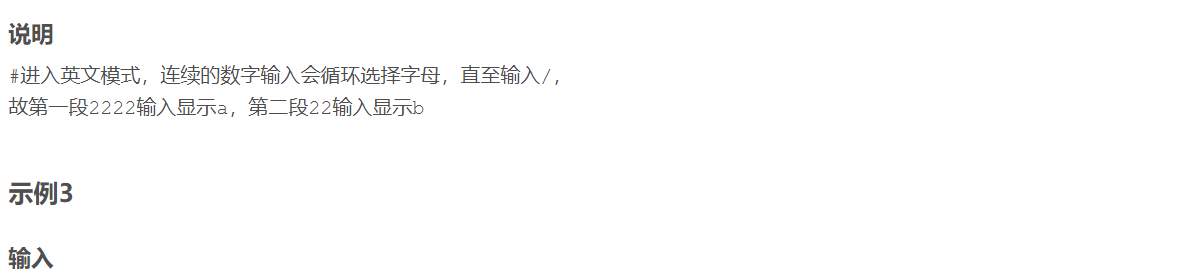 说明
#进入英文模式，连续的数字输入会循环选择字母，直至输入/，
故第一段2222输入显示a，第二段22输入显示b
示例3
输入